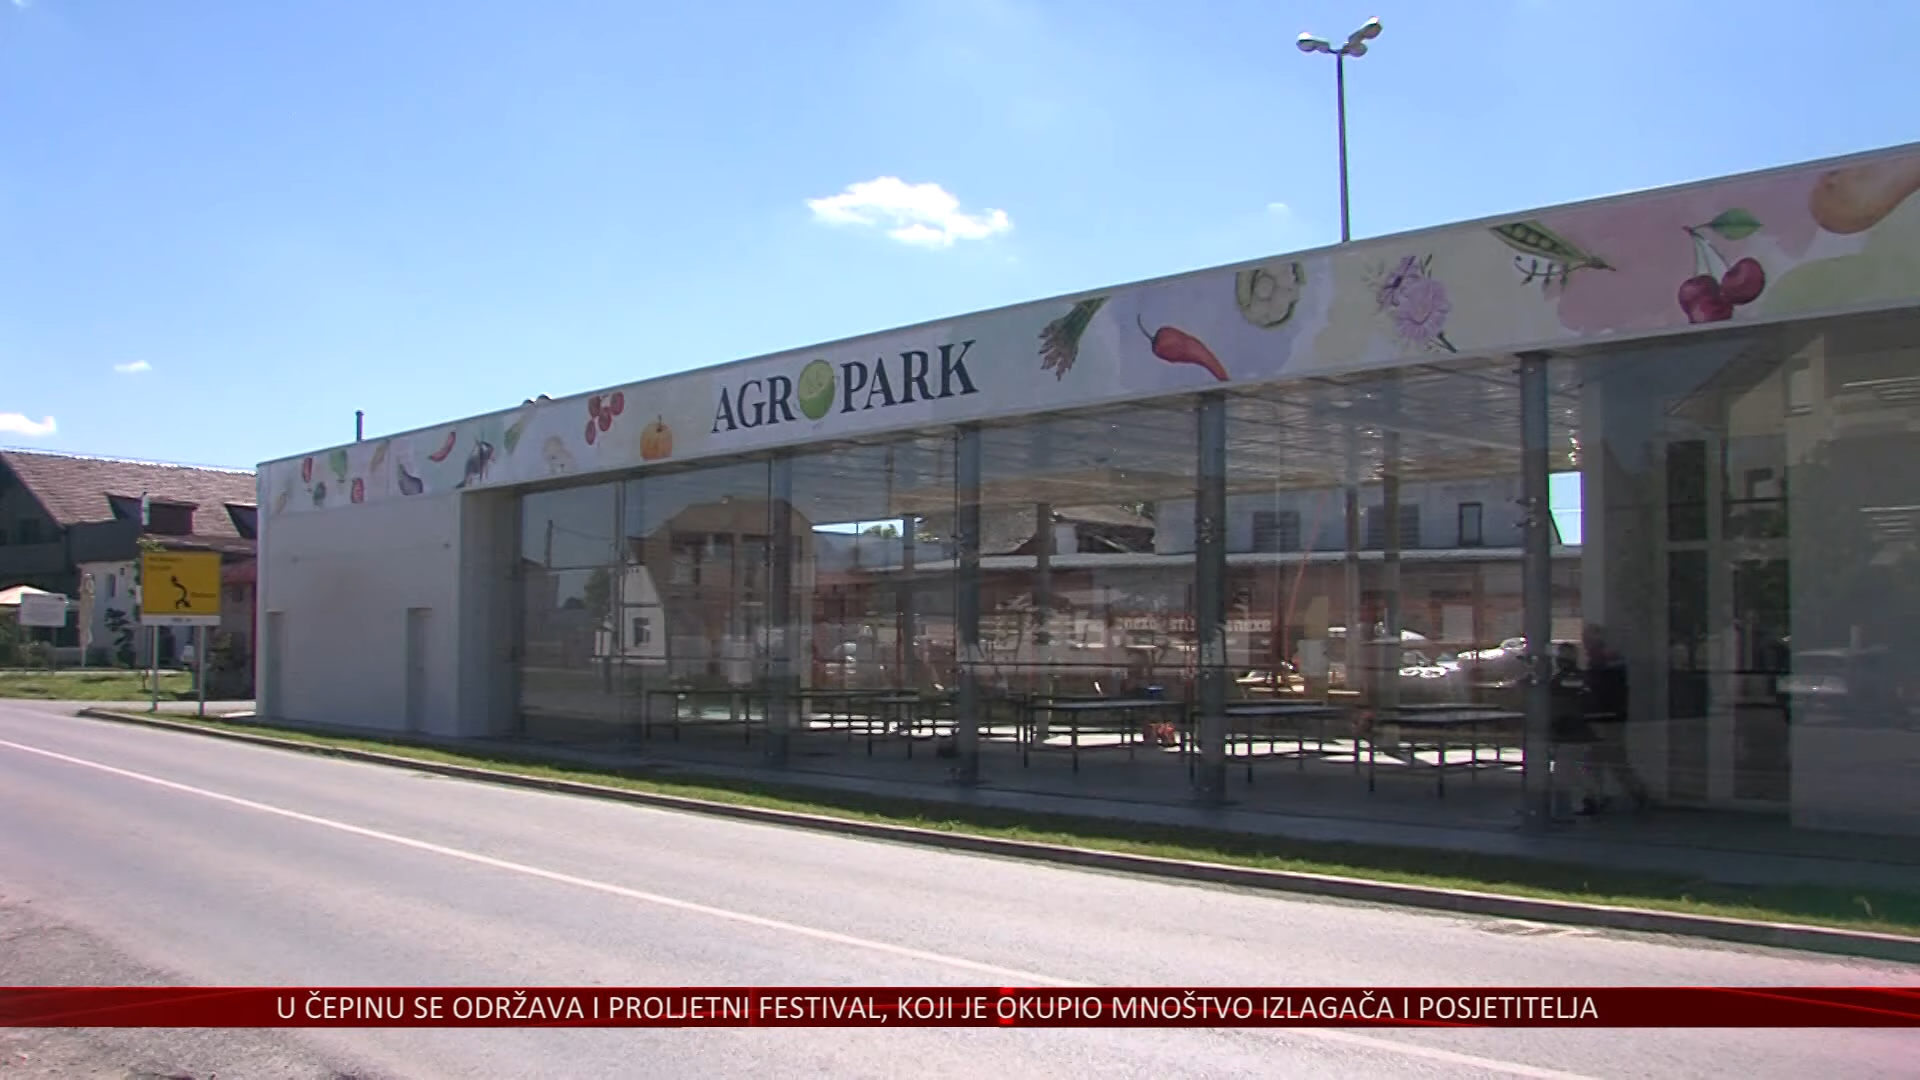 AGROPARK
U ČEPINU SE ODRŽAVA I PROLJETNI FESTIVAL, KOJI JE OKUPIO MNOŠTVO IZLAGAČA I POSJETITELJA